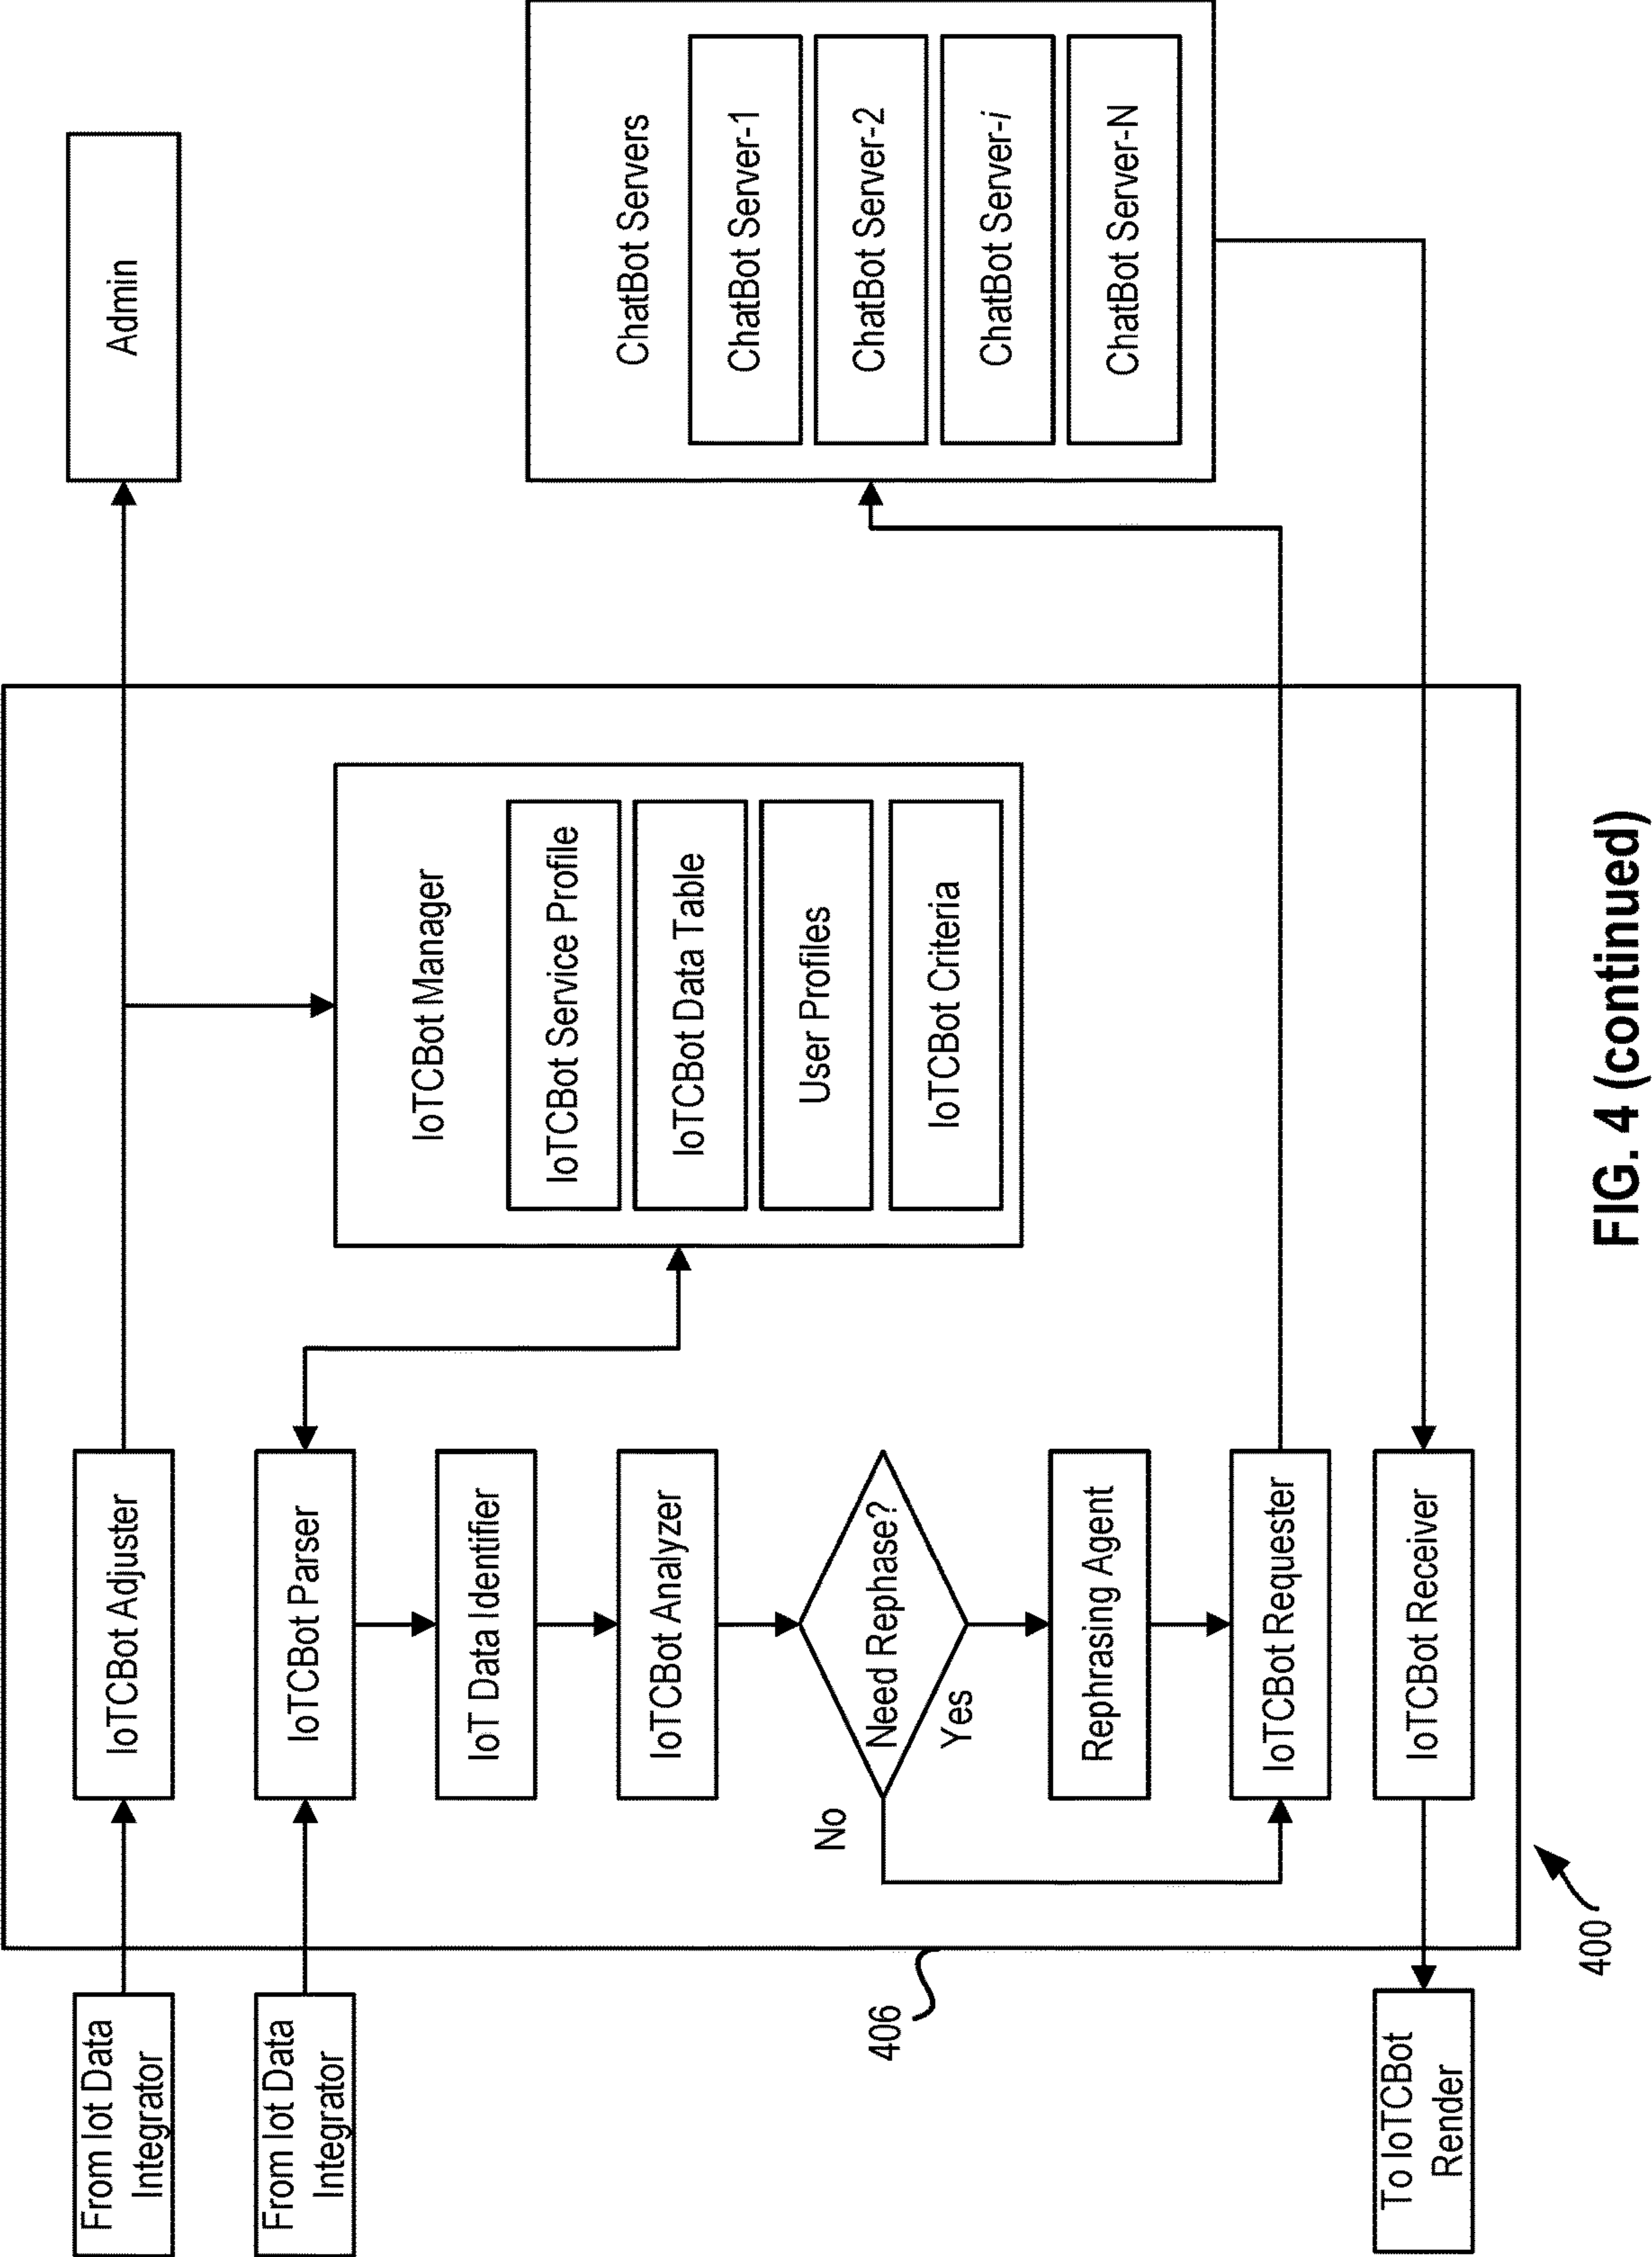 From Iot Data
Integrator
IoTCBot Adjuster
Admin
From Iot Data
Integrator
IoTCBot Parser
IoT Data Identifier
IoTCBot Analyzer
Need Rephase?
No
Yes
Rephrasing Agent
IoTCBot Requester
IoTCBot Receiver
To IoTCBot
Render
IoTCBot Manager
IoTCBot Service Profile
IoTCBot Data Table
User Profiles
IoTCBot Criteria
ChatBot Servers
ChatBot Server-1
ChatBot Server-2
ChatBot Server-i
ChatBot Server-N
406
400
FIG. 4 (continued)